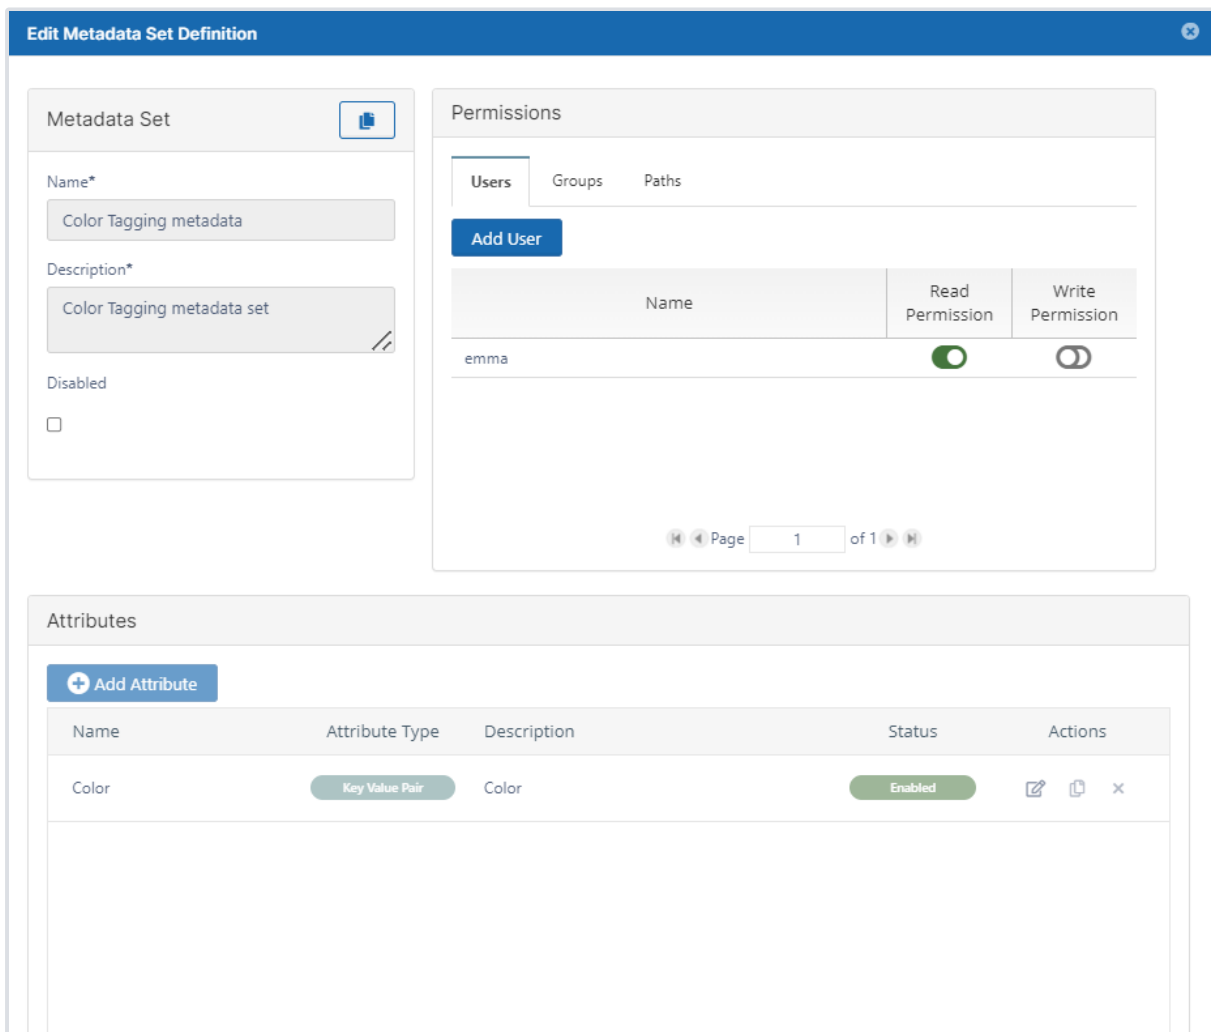 Edit Metadata Set Definition
Metadata Set
Name*
Color Tagging metadata
Description*
Color Tagging metadata set
Disabled
Permissions
Users Groups Paths
Add User
Name Read Permission Write Permission
emma
Page 1 of 1
Attributes
Add Attribute
Name Attribute Type Description Status Actions
Color Key Value Pair Color Enabled